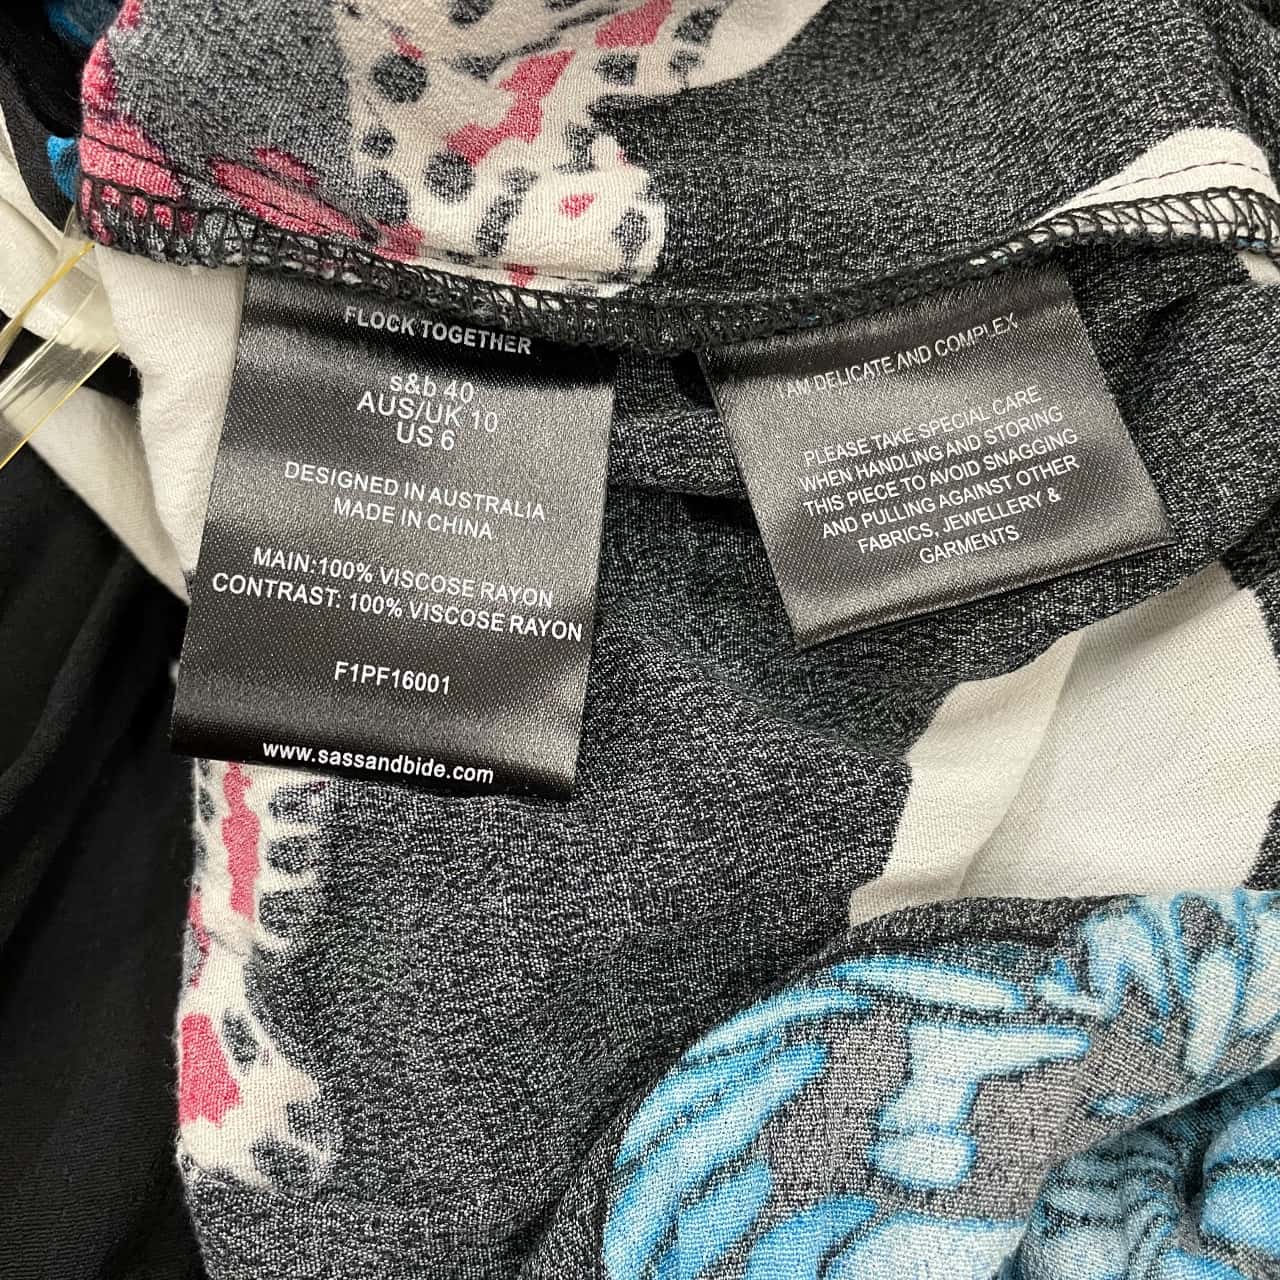 FLOCK TOGETHER
s&b 40
AUS/UK 10
US 6
DESIGNED IN AUSTRALIA
MADE IN CHINA
MAIN:100% VISCOSE RAYON
CONTRAST: 100% VISCOSE RAYON
F1PF16001
www.sassandbide.com
I AM DELICATE AND COMPLEX
PLEASE TAKE SPECIAL CARE
WHEN HANDLING AND STORING
THIS PIECE TO AVOID SNAGGING
AND PULLING AGAINST OTHER
FABRICS, JEWELLERY &
GARMENTS